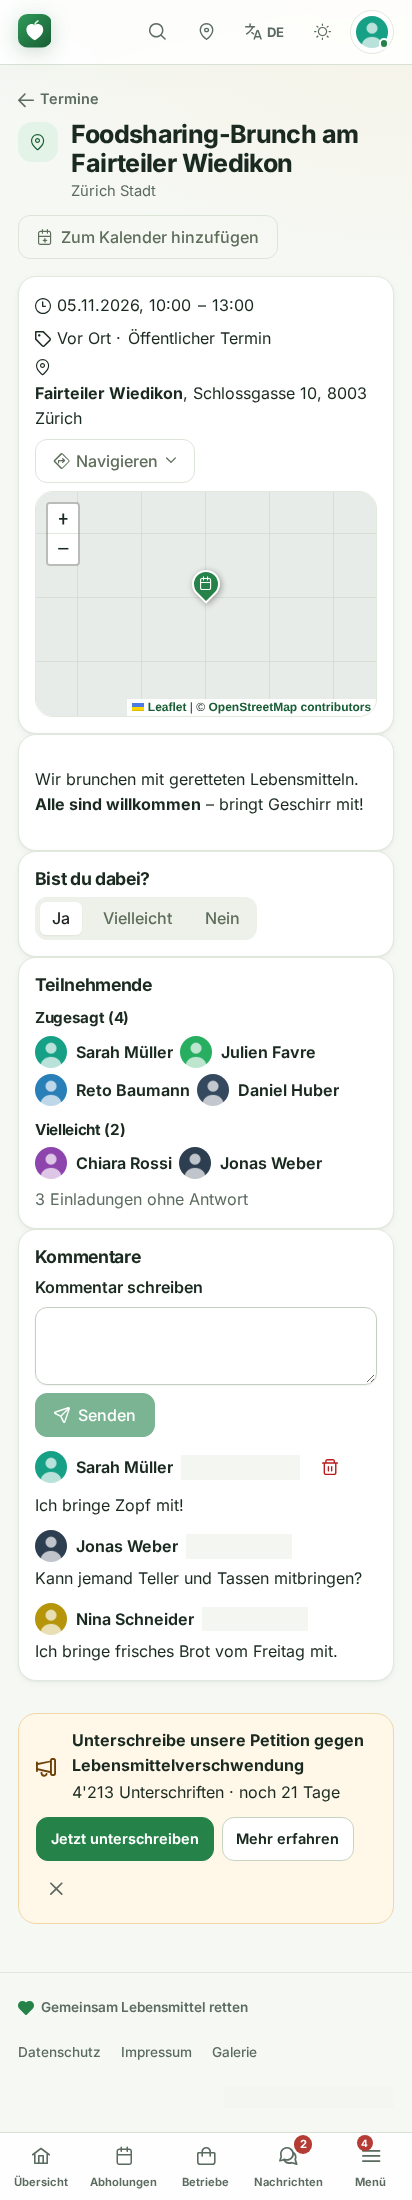 DE
Termine
Foodsharing-Brunch am
Fairteiler Wiedikon
Zürich Stadt
Zum Kalender hinzufügen
05.11.2026, 10:00 – 13:00
Vor Ort · Öffentlicher Termin
Fairteiler Wiedikon, Schlossgasse 10, 8003
Zürich
Navigieren
+
−
Leaflet | © OpenStreetMap contributors
Wir brunchen mit geretteten Lebensmitteln.
Alle sind willkommen – bringt Geschirr mit!
Bist du dabei?
Ja Vielleicht Nein
Teilnehmende
Zugesagt (4)
Sarah Müller Julien Favre
Reto Baumann Daniel Huber
Vielleicht (2)
Chiara Rossi Jonas Weber
3 Einladungen ohne Antwort
Kommentare
Kommentar schreiben
Senden
Sarah Müller
Ich bringe Zopf mit!
Jonas Weber
Kann jemand Teller und Tassen mitbringen?
Nina Schneider
Ich bringe frisches Brot vom Freitag mit.
Unterschreibe unsere Petition gegen
Lebensmittelverschwendung
4'213 Unterschriften · noch 21 Tage
Jetzt unterschreiben Mehr erfahren
Gemeinsam Lebensmittel retten
Datenschutz Impressum Galerie
2 4
Übersicht Abholungen Betriebe Nachrichten Menü